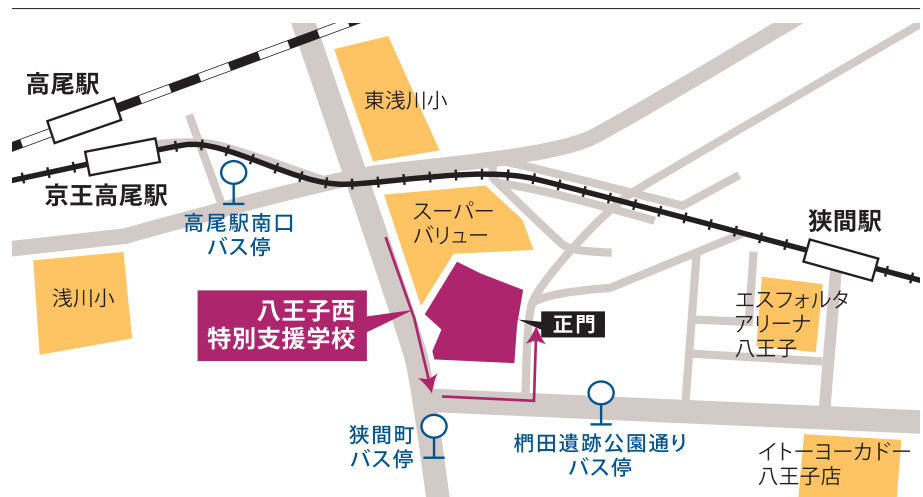 高尾駅
京王高尾駅
高尾駅南口
バス停
浅川小
東浅川小
スーパー
バリュー
八王子西
特別支援学校
正門
狭間駅
エスフォルタ
アリーナ
八王子
狭間町
バス停
椚田遺跡公園通り
バス停
イトーヨーカドー
八王子店